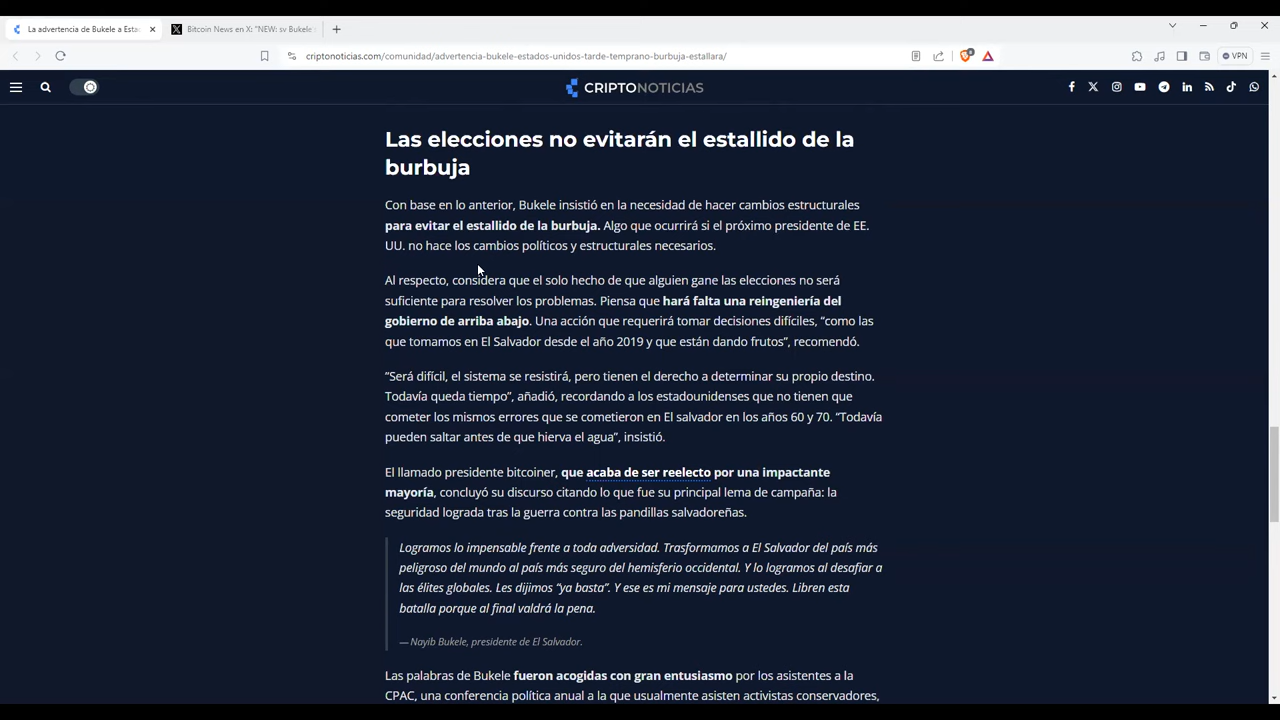 La advertencia de Bukele a Esta
Bitcoin News en X: "NEW: sv Bukele
criptonoticias.com/comunidad/advertencia-bukele-estados-unidos-tarde-temprano-burbuja-estallara/
VPN
CRIPTONOTICIAS
Las elecciones no evitarán el estallido de la
burbuja
Con base en lo anterior, Bukele insistió en la necesidad de hacer cambios estructurales
para evitar el estallido de la burbuja. Algo que ocurrirá si el próximo presidente de EE.
UU. no hace los cambios políticos y estructurales necesarios.
Al respecto, considera que el solo hecho de que alguien gane las elecciones no será
suficiente para resolver los problemas. Piensa que hará falta una reingeniería del
gobierno de arriba abajo. Una acción que requerirá tomar decisiones difíciles, “como las
que tomamos en El Salvador desde el año 2019 y que están dando frutos”, recomendó.
“Será difícil, el sistema se resistirá, pero tienen el derecho a determinar su propio destino.
Todavía queda tiempo”, añadió, recordando a los estadounidenses que no tienen que
cometer los mismos errores que se cometieron en El salvador en los años 60 y 70. “Todavía
pueden saltar antes de que hierva el agua”, insistió.
El llamado presidente bitcoiner, que acaba de ser reelecto por una impactante
mayoría, concluyó su discurso citando lo que fue su principal lema de campaña: la
seguridad lograda tras la guerra contra las pandillas salvadoreñas.
Logramos lo impensable frente a toda adversidad. Trasformamos a El Salvador del país más
peligroso del mundo al país más seguro del hemisferio occidental. Y lo logramos al desafiar a
las élites globales. Les dijimos “ya basta”. Y ese es mi mensaje para ustedes. Libren esta
batalla porque al final valdrá la pena.
— Nayib Bukele, presidente de El Salvador.
Las palabras de Bukele fueron acogidas con gran entusiasmo por los asistentes a la
CPAC, una conferencia política anual a la que usualmente asisten activistas conservadores,